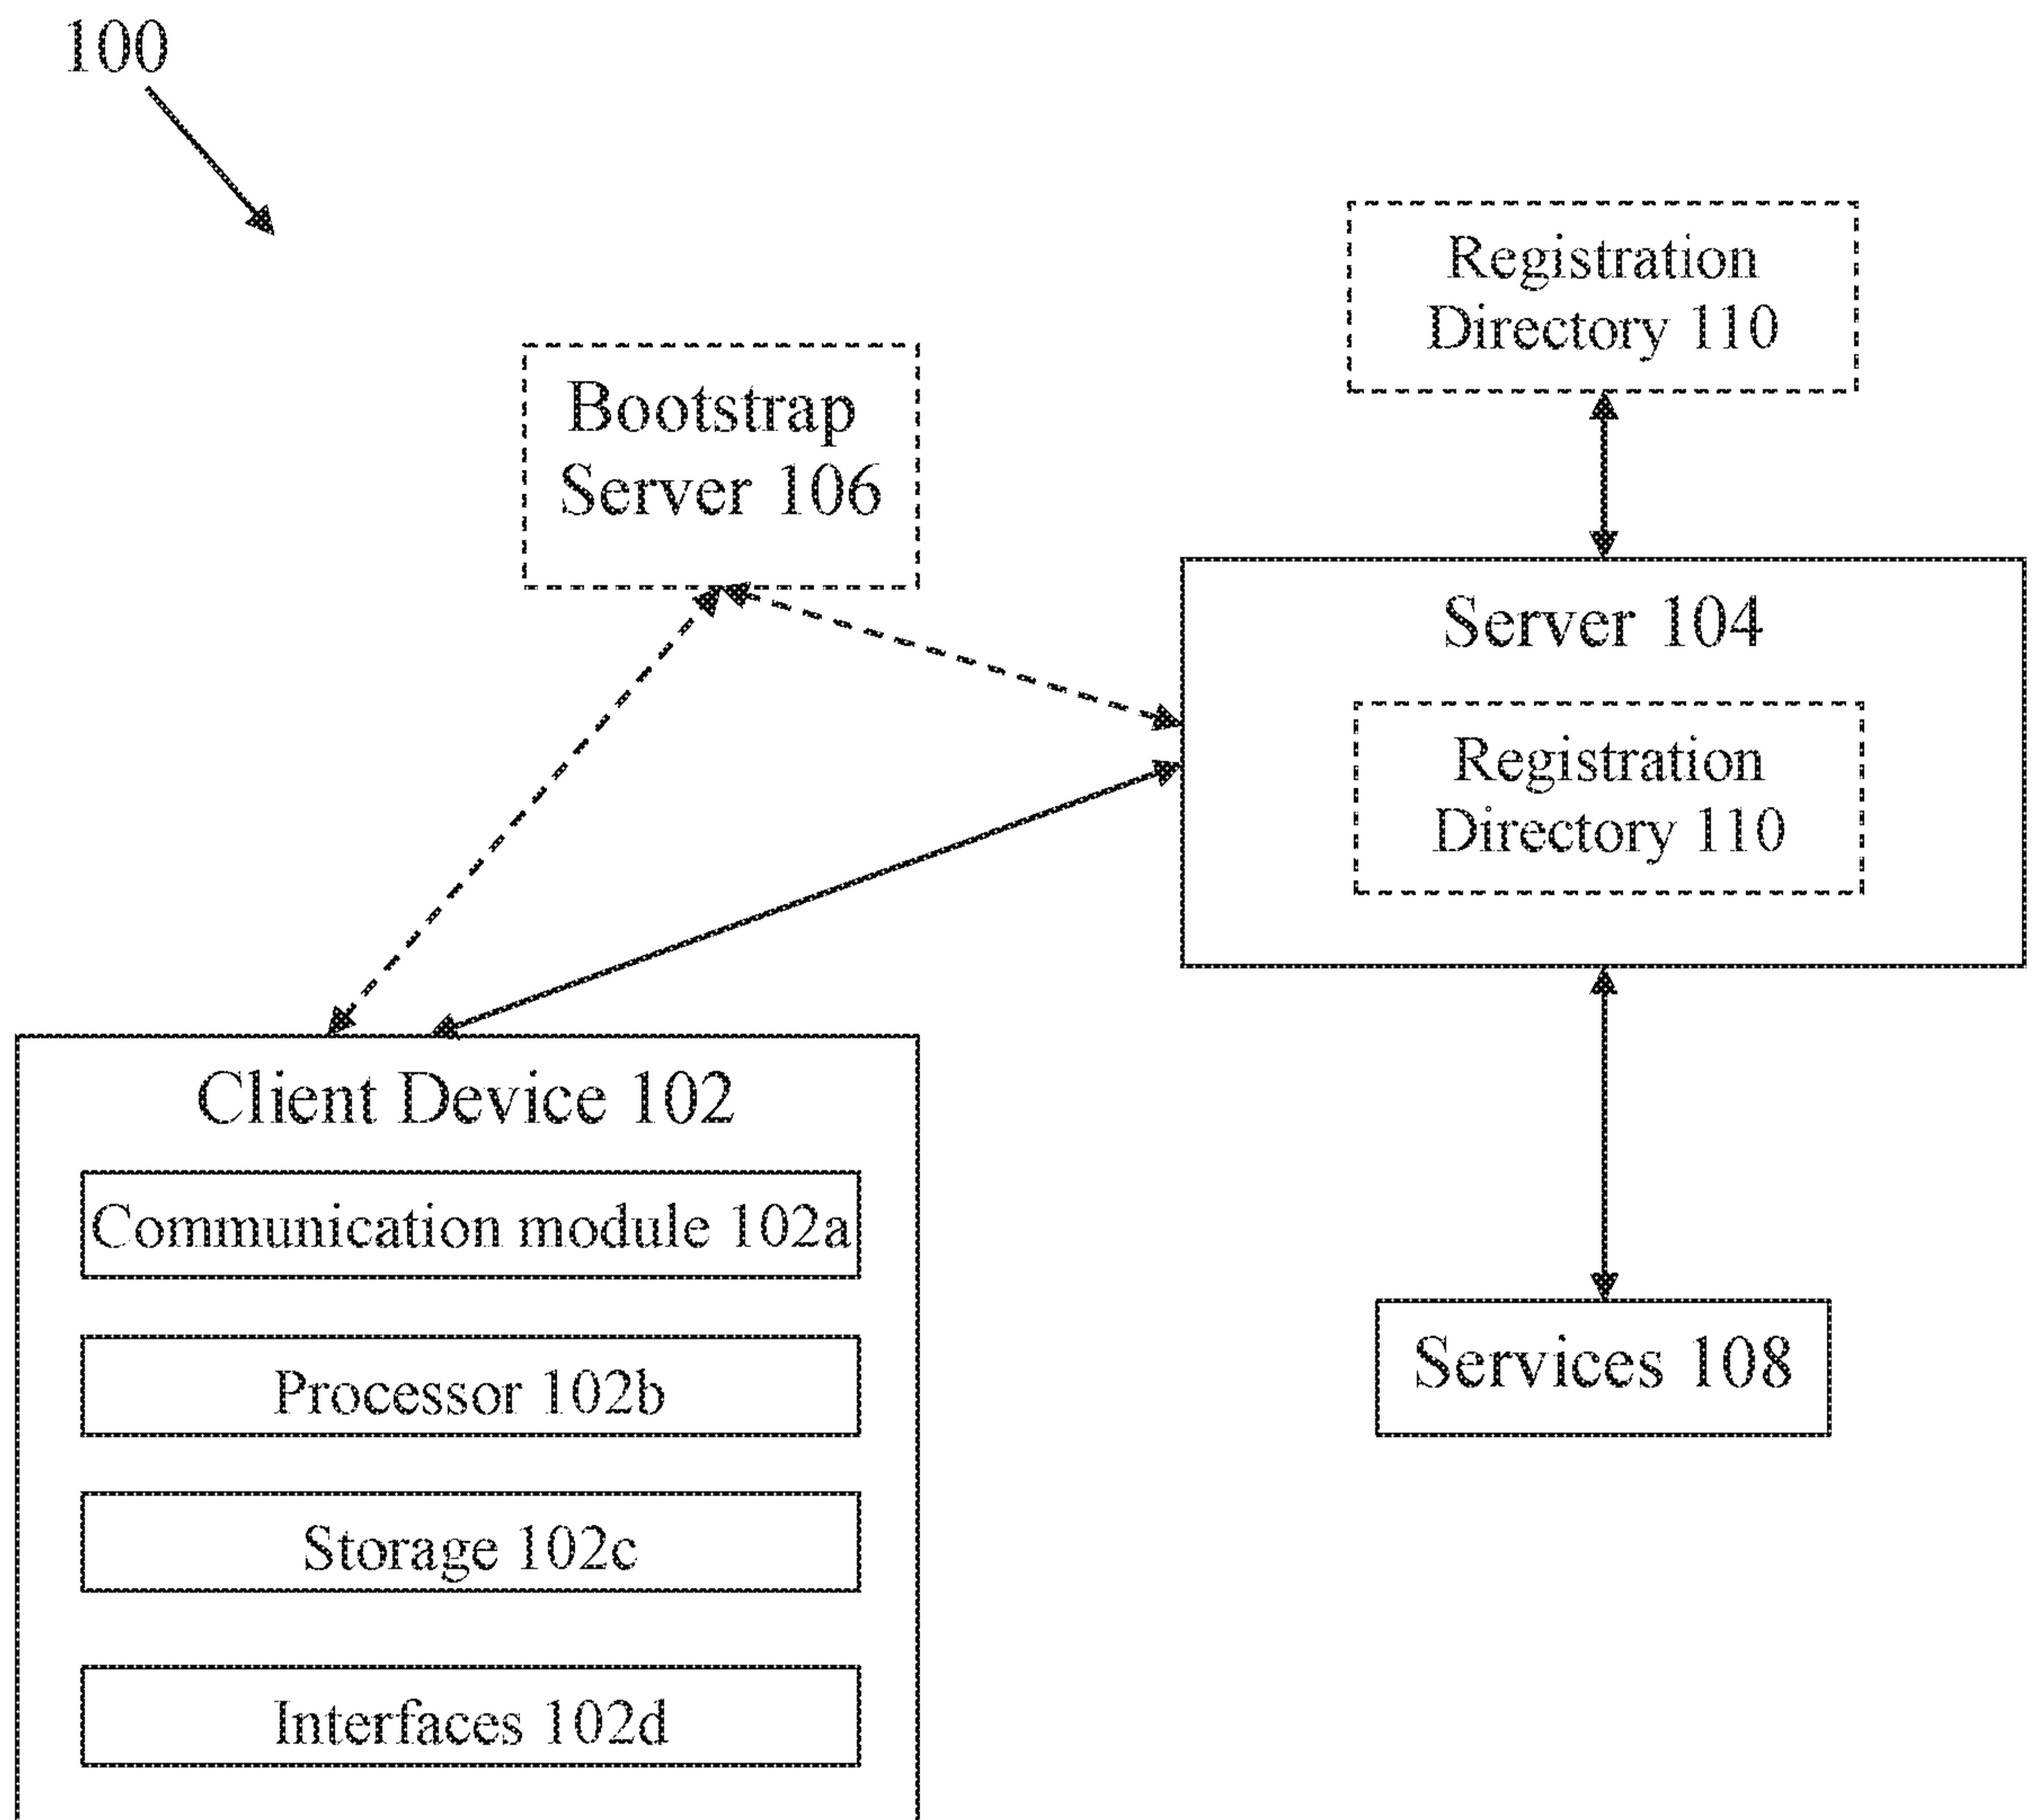 100
Registration
Directory 110
Bootstrap
Server 106
Server 104
Registration
Directory 110
Client Device 102
Communication module 102a
Processor 102b
Storage 102c
Interfaces 102d
Services 108